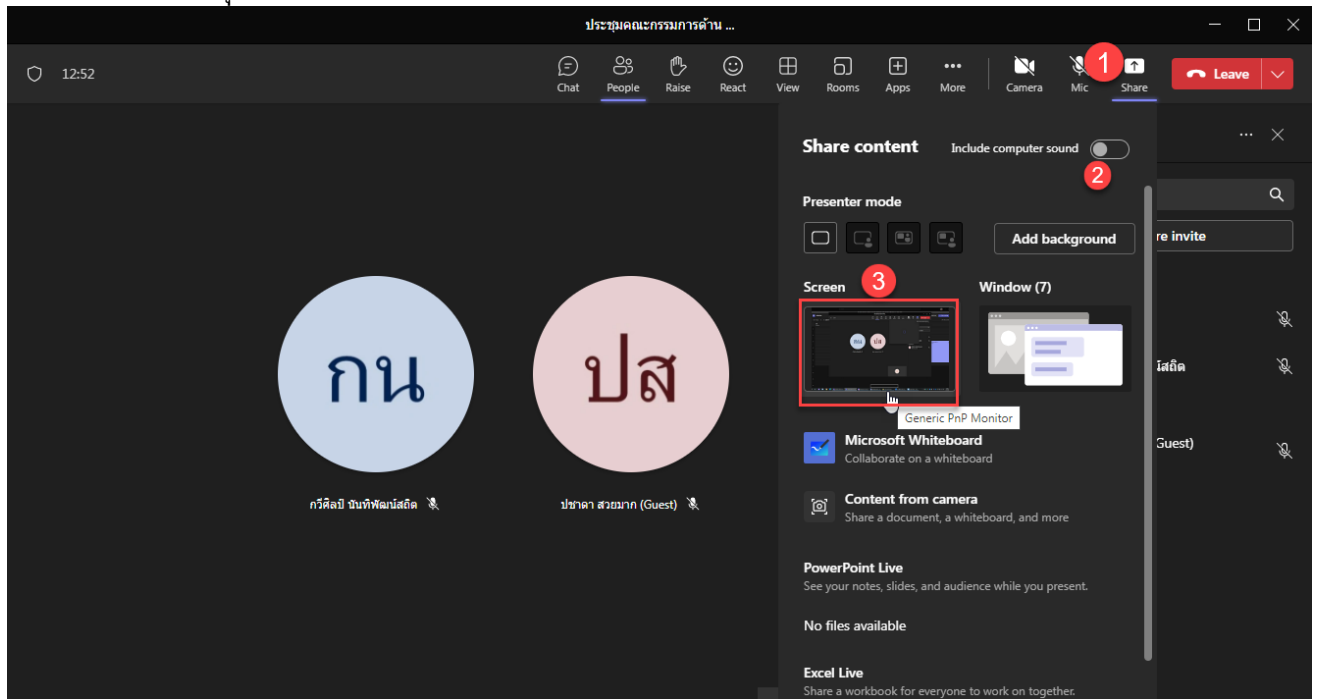 ประชุมคณะกรรมการด้าน ...
12:52
Chat People Raise React View Rooms Apps More Camera Mic 1 Share Leave
Share content Include computer sound
2
Presenter mode
Add background
re invite
Screen 3 Window (7)
กน ปส
ไสถิต
Generic PnP Monitor
Microsoft Whiteboard
Collaborate on a whiteboard
Guest)
กวีศิลป์ นันทิพัฒน์สถิต ปชาดา สวยมาก (Guest)
Content from camera
Share a document, a whiteboard, and more
PowerPoint Live
See your notes, slides, and audience while you present.
No files available
Excel Live
Share a workbook for everyone to work on together.